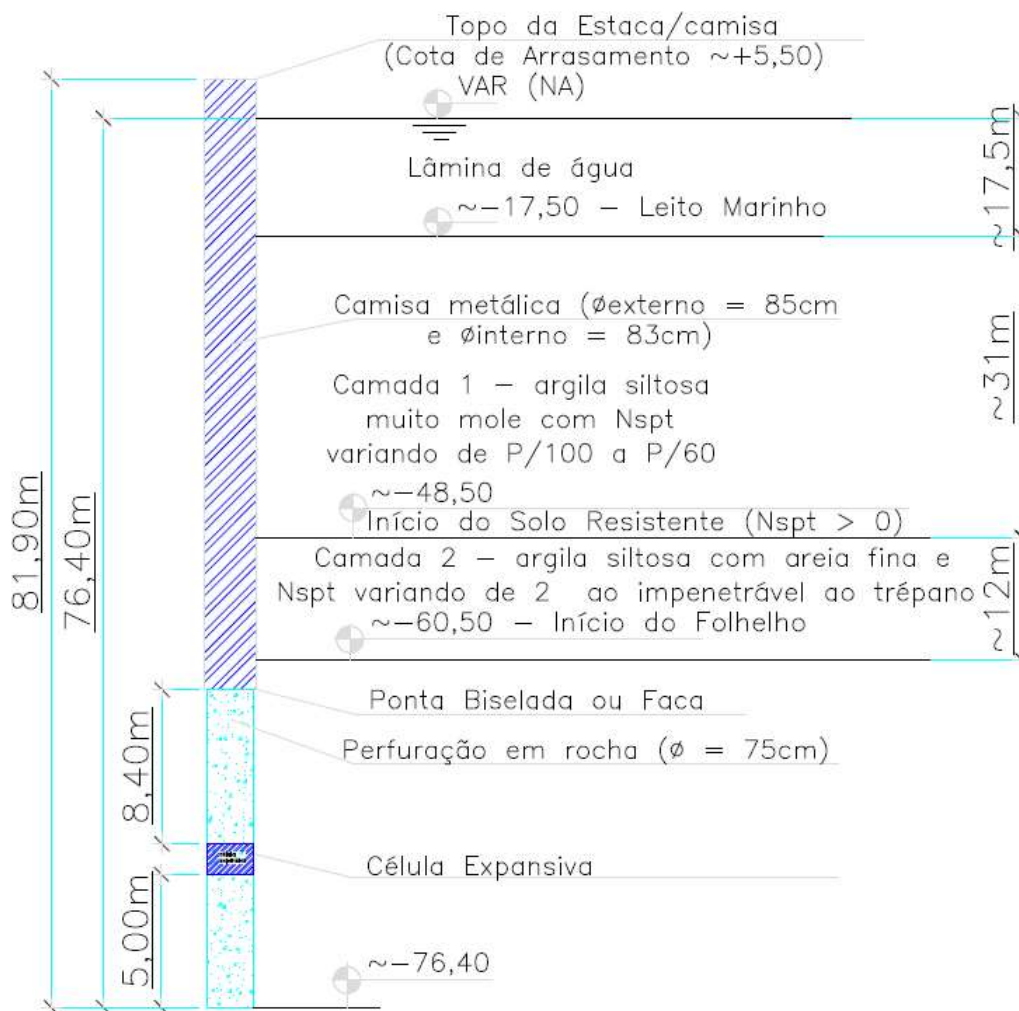 Topo da Estaca/camisa
(Cota de Arrasamento ~+5,50)
VAR (NA)
Lâmina de água
~-17,50 - Leito Marinho
~17,5m
Camisa metálica (øexterno = 85cm
e øinterno = 83cm)
~31m
Camada 1 - argila siltosa
muito mole com Nspt
variando de P/100 a P/60
~-48,50
Início do Solo Resistente (Nspt > 0)
Camada 2 - argila siltosa com areia fina e
Nspt variando de 2 ao impenetrável ao trépano
~12m
~-60,50 - Início do Folhelho
81,90m
76,40m
Ponta Biselada ou Faca
Perfuração em rocha (ø = 75cm)
8,40m
Célula Expansiva
5,00m
~-76,40